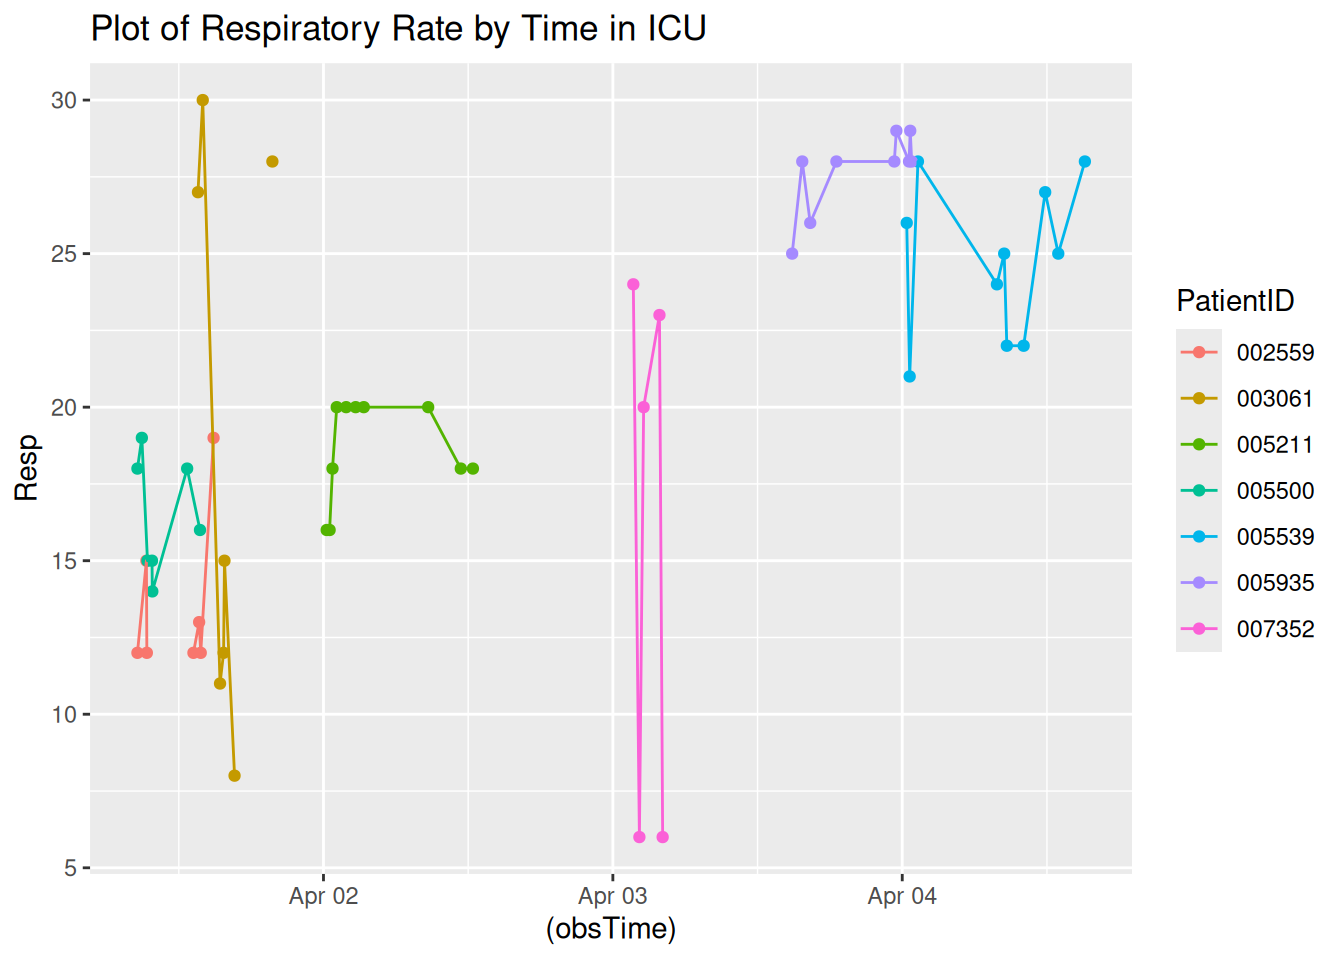 Plot of Respiratory Rate by Time in ICU
30
25
20
15
10
5
Resp
Apr 02
Apr 03
Apr 04
(obsTime)
PatientID
002559
003061
005211
005500
005539
005935
007352